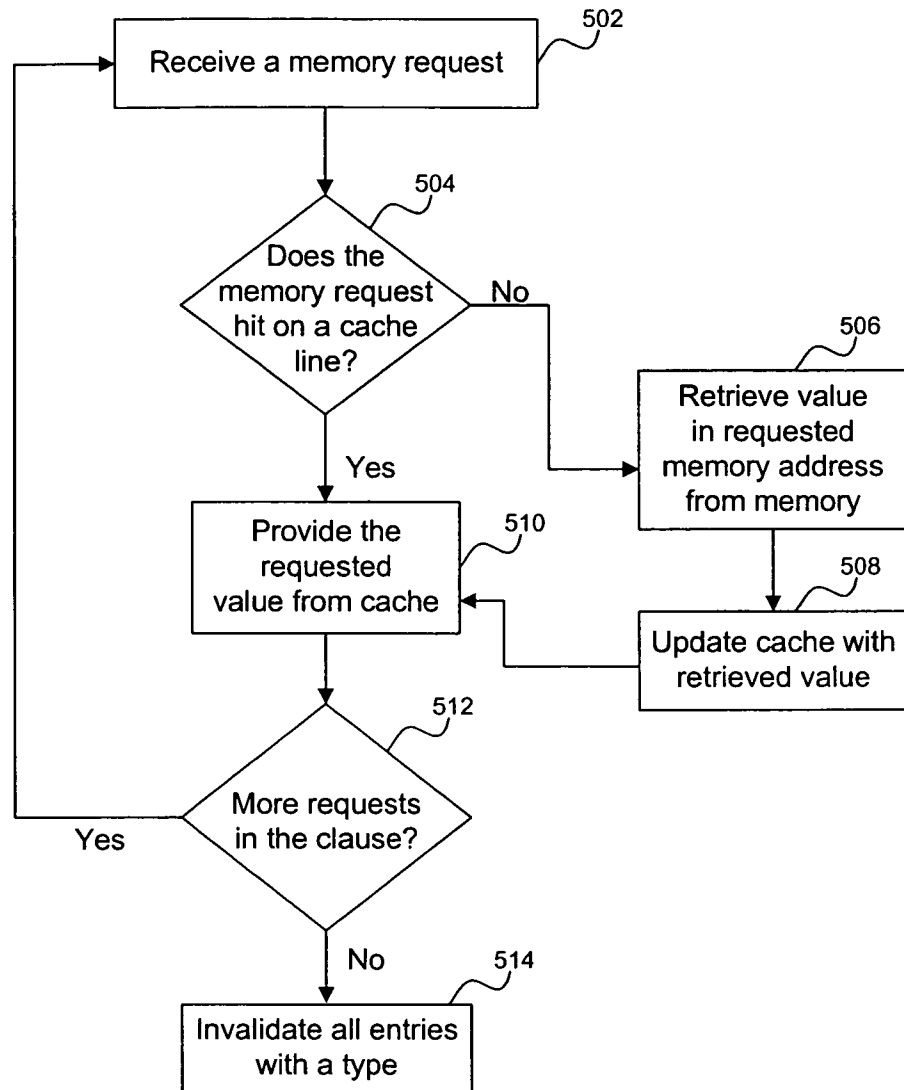 502
Receive a memory request
504
Does the
memory request
hit on a cache
line?
No
506
Retrieve value
in requested
memory address
from memory
Yes
510
Provide the
requested
value from cache
508
Update cache with
retrieved value
512
More requests
in the clause?
Yes
No
514
Invalidate all entries
with a type